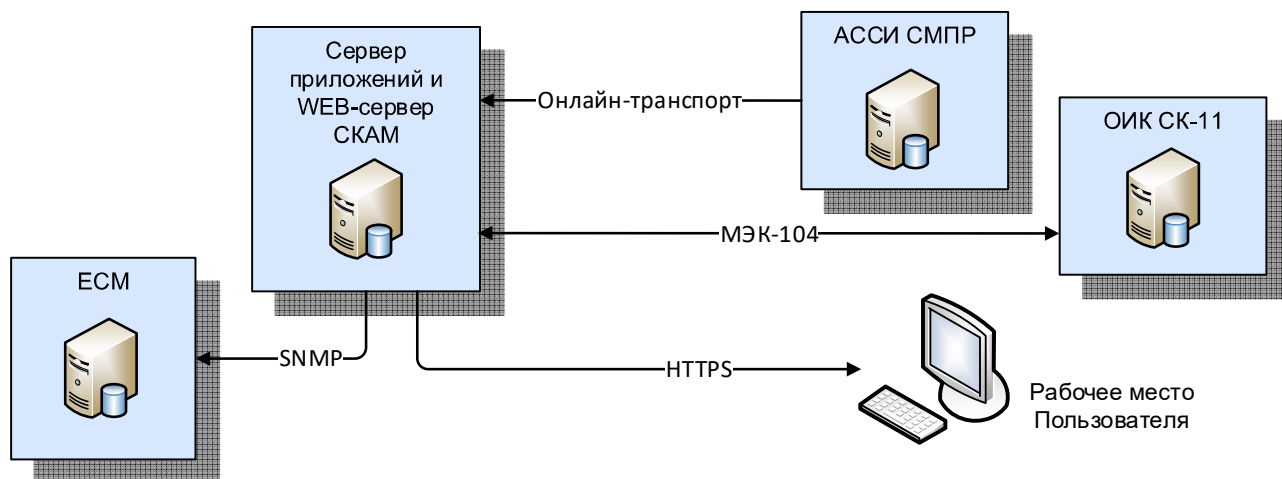 Сервер
приложений и
WEB-сервер
СКАМ
АССИ СМПР
Онлайн-транспорт
ОИК СК-11
МЭК-104
ЕСМ
SNMP
HTTPS
Рабочее место
Пользователя